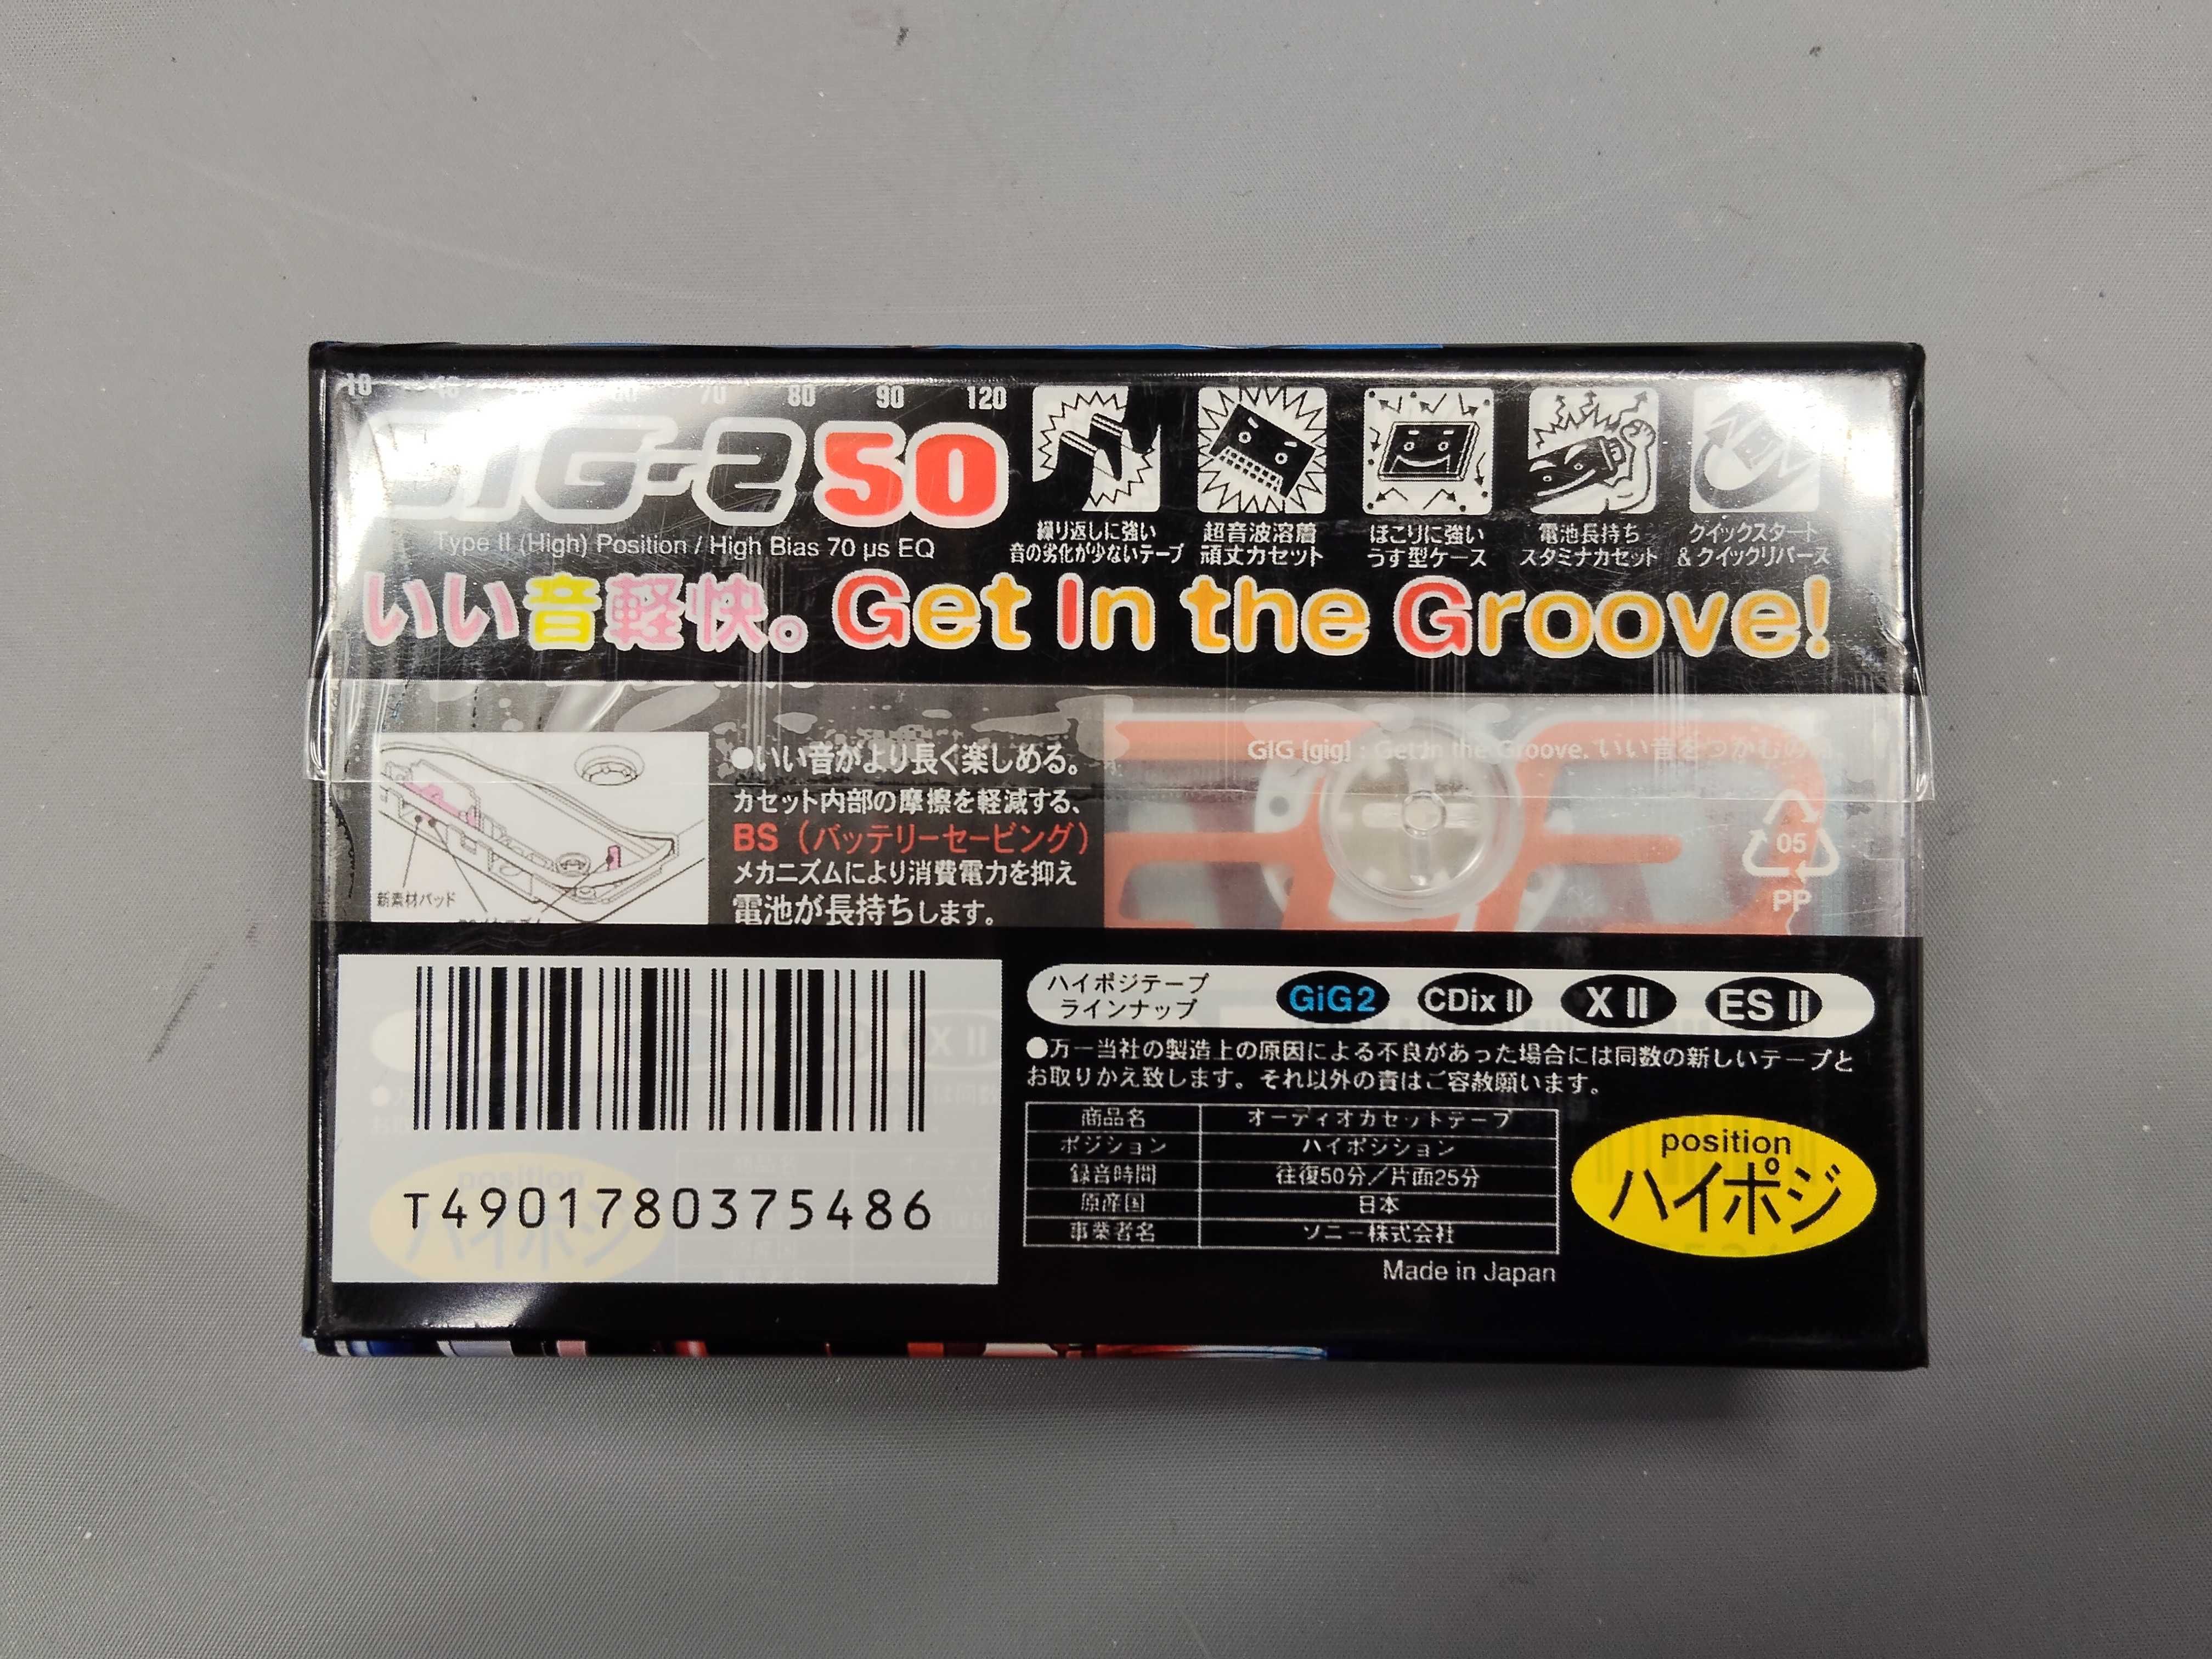 10 70 80 90 120
GIG-2 50
Type II (High) Position / High Bias 70 µs EQ
繰り返しに強い
音の劣化が少ないテープ
超音波溶着
頑丈カセット
ほこりに強い
うす型ケース
電池長持ち
スタミナカセット
クイックスタート
&クイックリバース
いい音軽快。Get In the Groove!
新素材パッド
●いい音がより長く楽しめる。
カセット内部の摩擦を軽減する、
BS（バッテリーセービング）
メカニズムにより消費電力を抑え
電池が長持ちします。
GIG [gig] : Get In the Groove. いい音をつかむ
05
PP
T4901780375486
ハイポジテープ
ラインナップ
GiG2 CDix II X II ES II
●万一当社の製造上の原因による不良があった場合には同数の新しいテープと
お取りかえ致します。それ以外の責はご容赦願います。
商品名 オーディオカセットテープ
ポジション ハイポジション
録音時間 往復50分／片面25分
原産国 日本
事業者名 ソニー株式会社
Made in Japan
position
ハイポジ